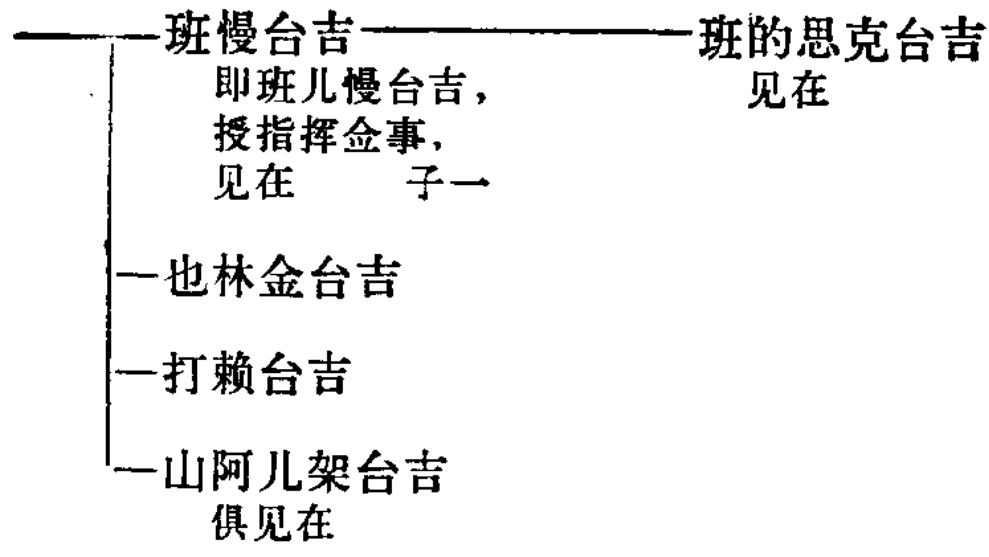 班慢台吉 班的思克台吉
即班儿慢台吉， 见在
授指挥佥事，
见在 子一
也林金台吉
打赖台吉
山阿儿架台吉
俱见在